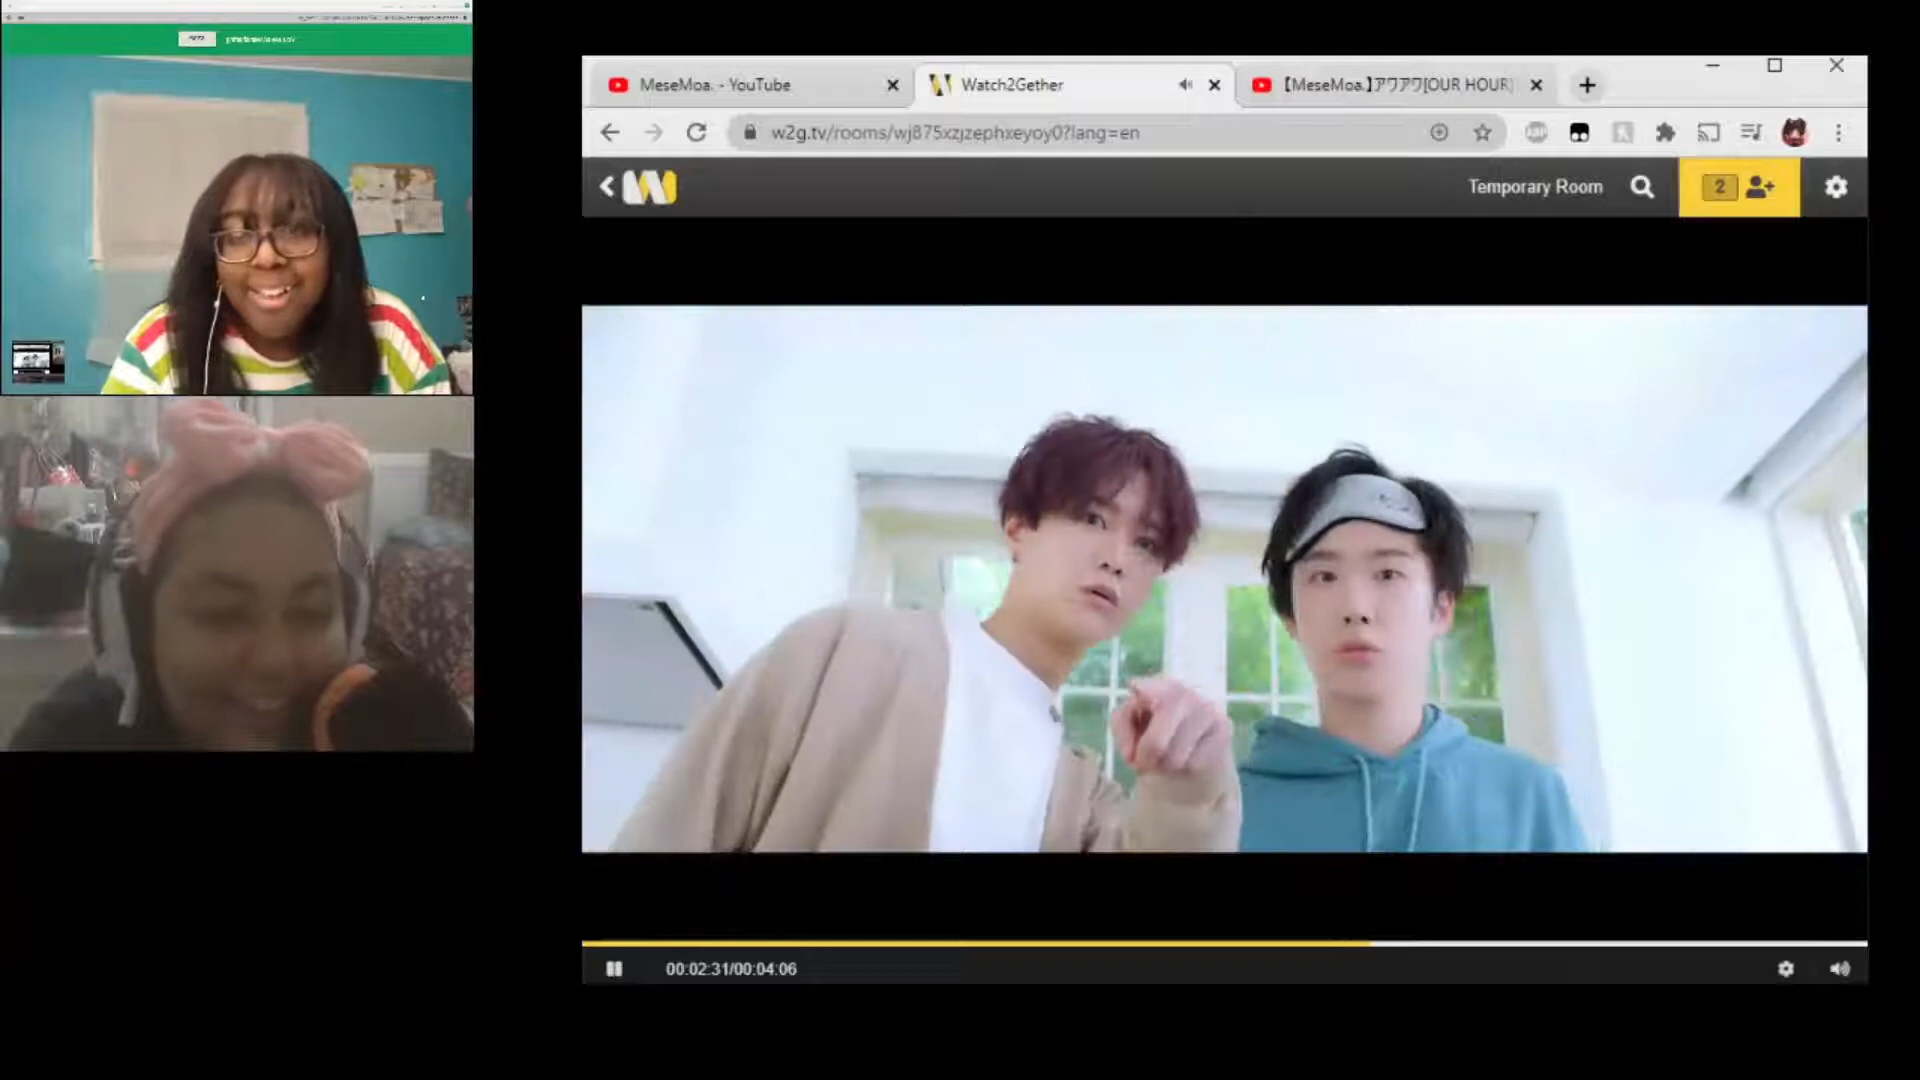 MeseMoa. - YouTube
Watch2Gether
【MeseMoa.】アワアワ[OUR HOUR]
w2g.tv/rooms/wj875xzjzephxeyoy0?lang=en
Temporary Room
2
00:02:31/00:04:06